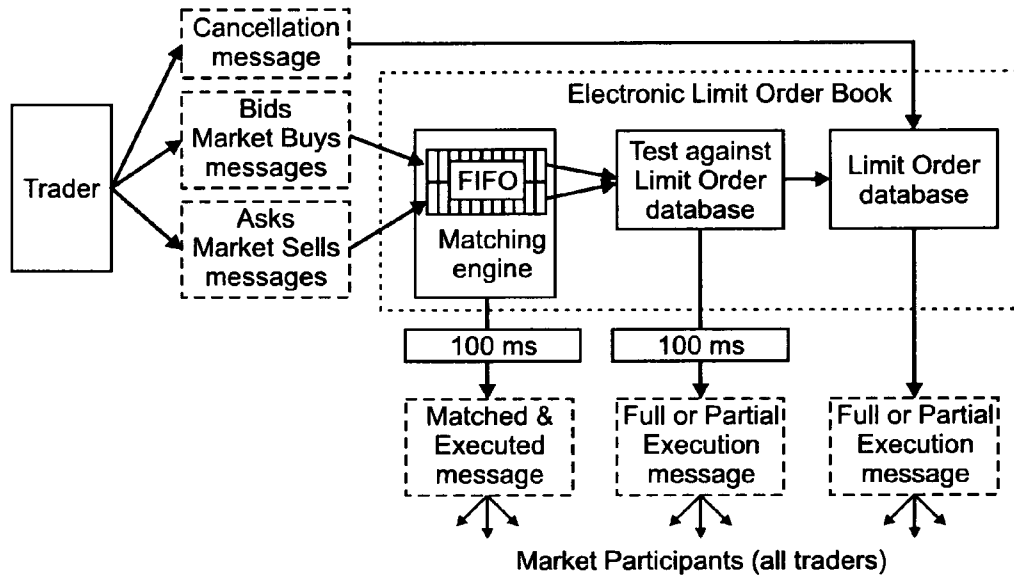 Cancellation
message
Electronic Limit Order Book
Trader
Bids
Market Buys
messages
Asks
Market Sells
messages
FIFO
Matching
engine
Test against
Limit Order
database
Limit Order
database
100 ms
100 ms
Matched &
Executed
message
Full or Partial
Execution
message
Full or Partial
Execution
message
Market Participants (all traders)